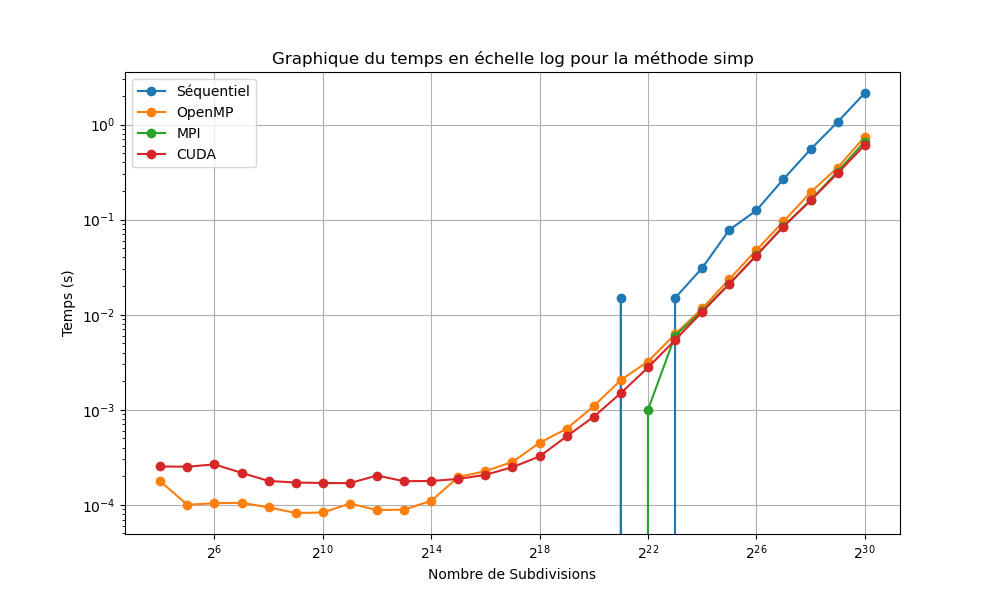 Graphique du temps en échelle log pour la méthode simp
Séquentiel
OpenMP
MPI
CUDA
Temps (s)
10^0
10^-1
10^-2
10^-3
10^-4
2^6
2^10
2^14
2^18
2^22
2^26
2^30
Nombre de Subdivisions